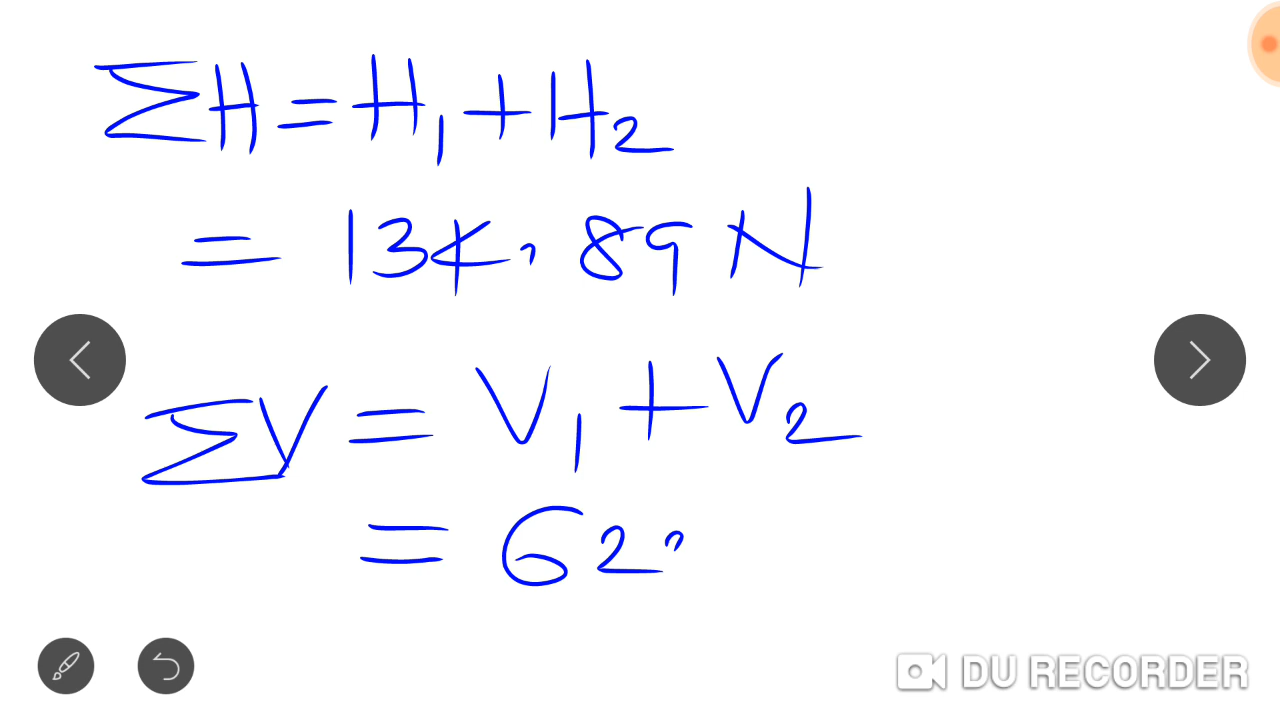 ΣH = H₁ + H₂
= 134.89 N
ΣV = V₁ + V₂
= 62.
DU RECORDER